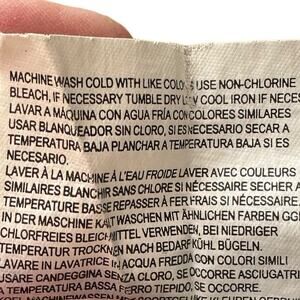 MACHINE WASH COLD WITH LIKE COLORS USE NON-CHLORINE
BLEACH, IF NECESSARY TUMBLE DRY LOW COOL IRON IF NECES
LAVAR A MÁQUINA CON AGUA FRÍA CON COLORES SIMILARES
USAR BLANQUEADOR SIN CLORO, SI ES NECESARIO SECAR A
TEMPERATURA BAJA PLANCHAR A TEMPERATURA BAJA SI ES
NECESARIO.
LAVER À LA MACHINE À L'EAU FROIDE LAVER AVEC COULEURS
SIMILAIRES BLANCHIR SANS CHLORE SI NÉCESSAIRE SECHER A
TEMPERATURE BASSE REPASSER À FER FRAIS SI NÉCESSAIRE.
IN DER MASCHINE KALT WASCHEN MIT ÄHNLICHEN FARBEN GG
CHLORFREIES BLEICHMITTEL VERWENDEN, BEI NIEDRIGER
TEMPERATUR TROCKNEN NACH BEDARF KÜHL BÜGELN.
LAVARE IN LAVATRICE IN ACQUA FREDDA CON COLORI SIMILI
USARE CANDEGGINA SENZA CLORO, SE OCCORRE ASCIUGATRI
A TEMPERATURA BASSA FERRO TIEPIDO, SE OCCORRE.